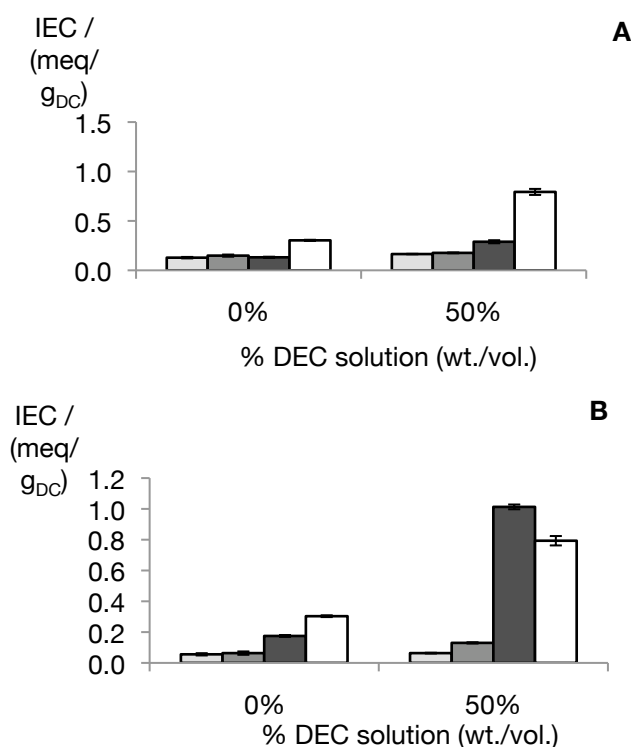 IEC /
(meq/
gDC)
A
1.5
1.0
0.5
0.0
0%
50%
% DEC solution (wt./vol.)
IEC /
(meq/
gDC)
B
1.2
1.0
0.8
0.6
0.4
0.2
0.0
0%
50%
% DEC solution (wt./vol.)